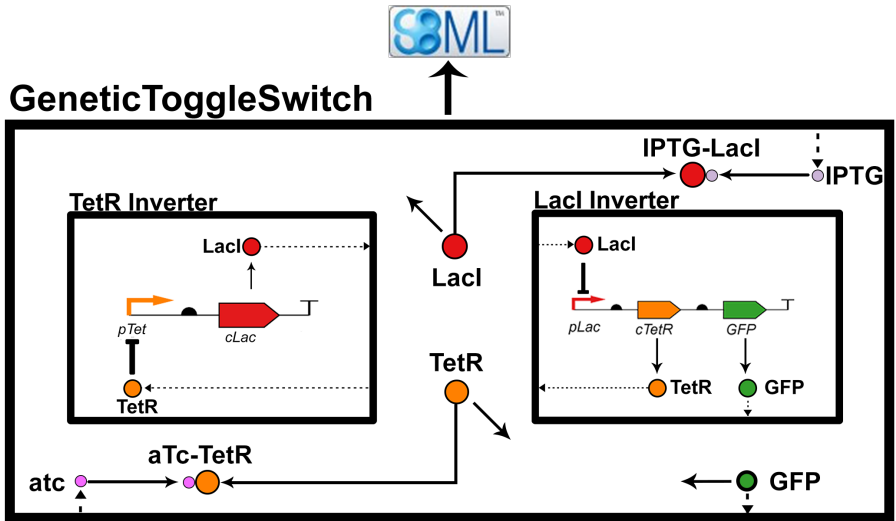 SBML™
GeneticToggleSwitch
IPTG-LacI
IPTG
TetR Inverter
LacI Inverter
LacI
LacI
LacI
pTet
cLac
pLac
cTetR
GFP
TetR
TetR
TetR
GFP
aTc-TetR
atc
GFP